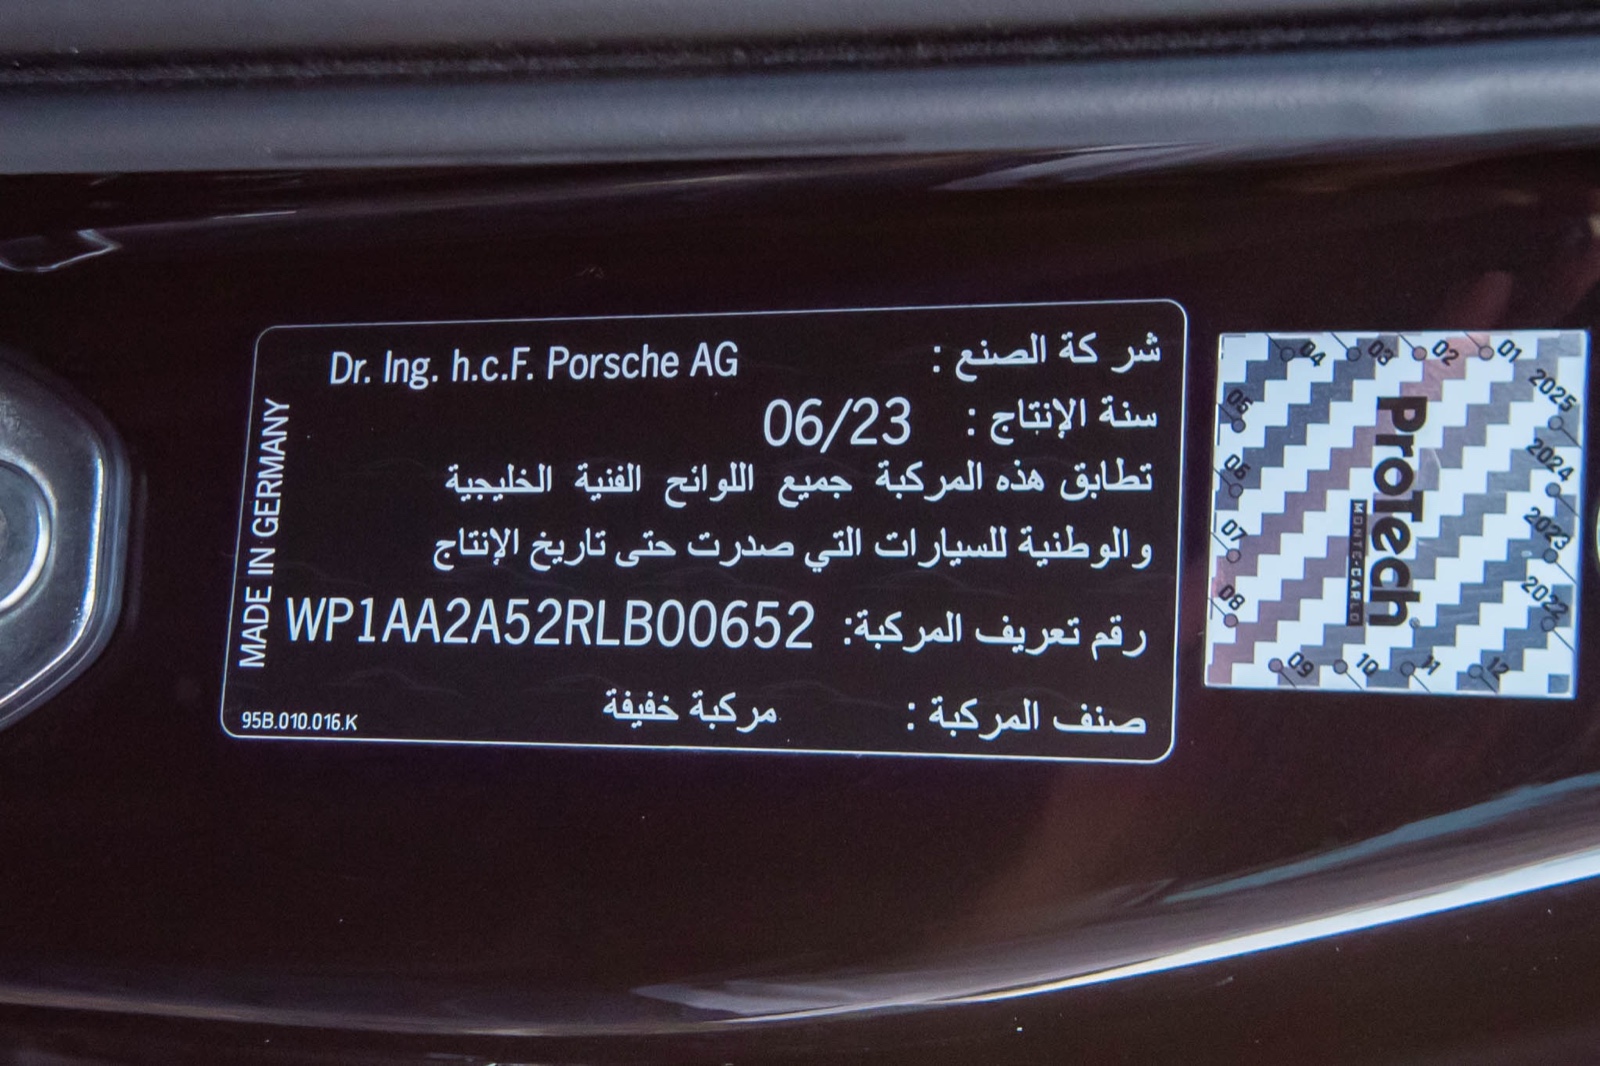 شركة الصنع : Dr. Ing. h.c.F. Porsche AG
سنة الإنتاج : 06/23
تطابق هذه المركبة جميع اللوائح الفنية الخليجية
والوطنية للسيارات التي صدرت حتى تاريخ الإنتاج
رقم تعريف المركبة: WP1AA2A52RLB00652
صنف المركبة : مركبة خفيفة
95B.010.016.K
MADE IN GERMANY
ProTech
MONTE-CARLO
01 02 03 04 05 06 07 08 09 10 11 12
2025 2024 2023 2022